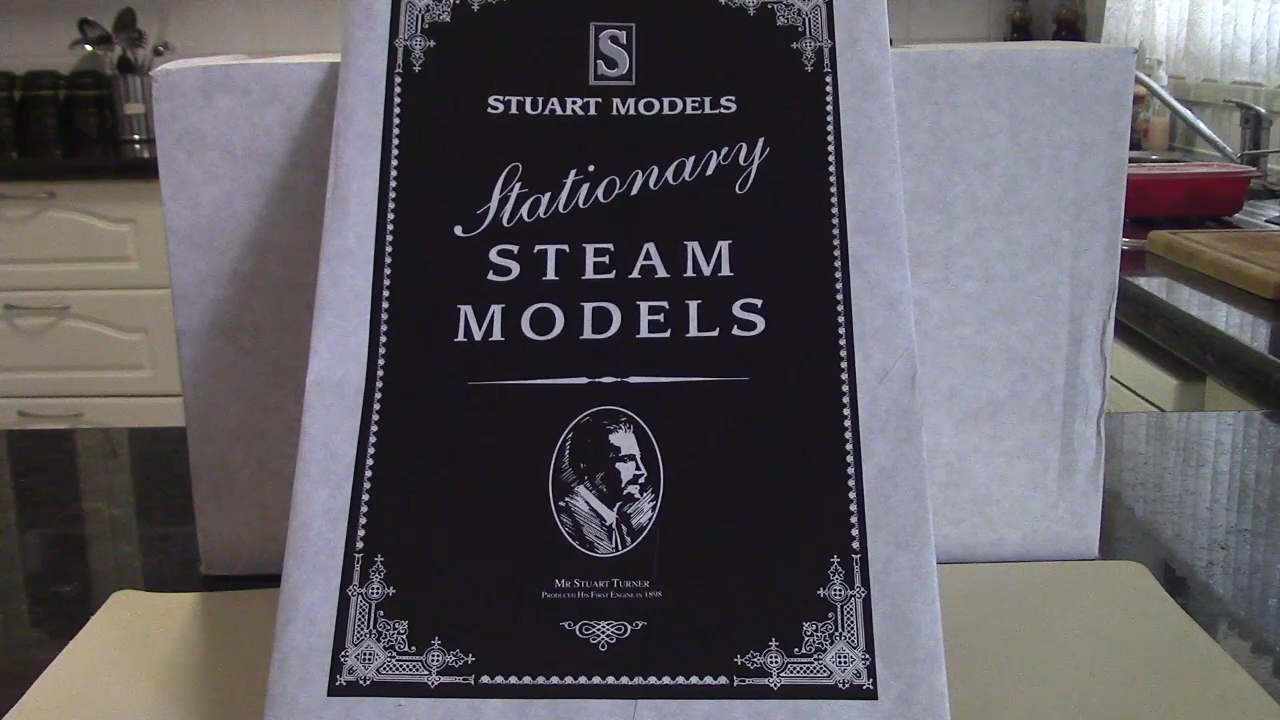 S
STUART MODELS
Stationary
STEAM
MODELS
MR STUART TURNER
PRODUCED HIS FIRST ENGINE IN 1898